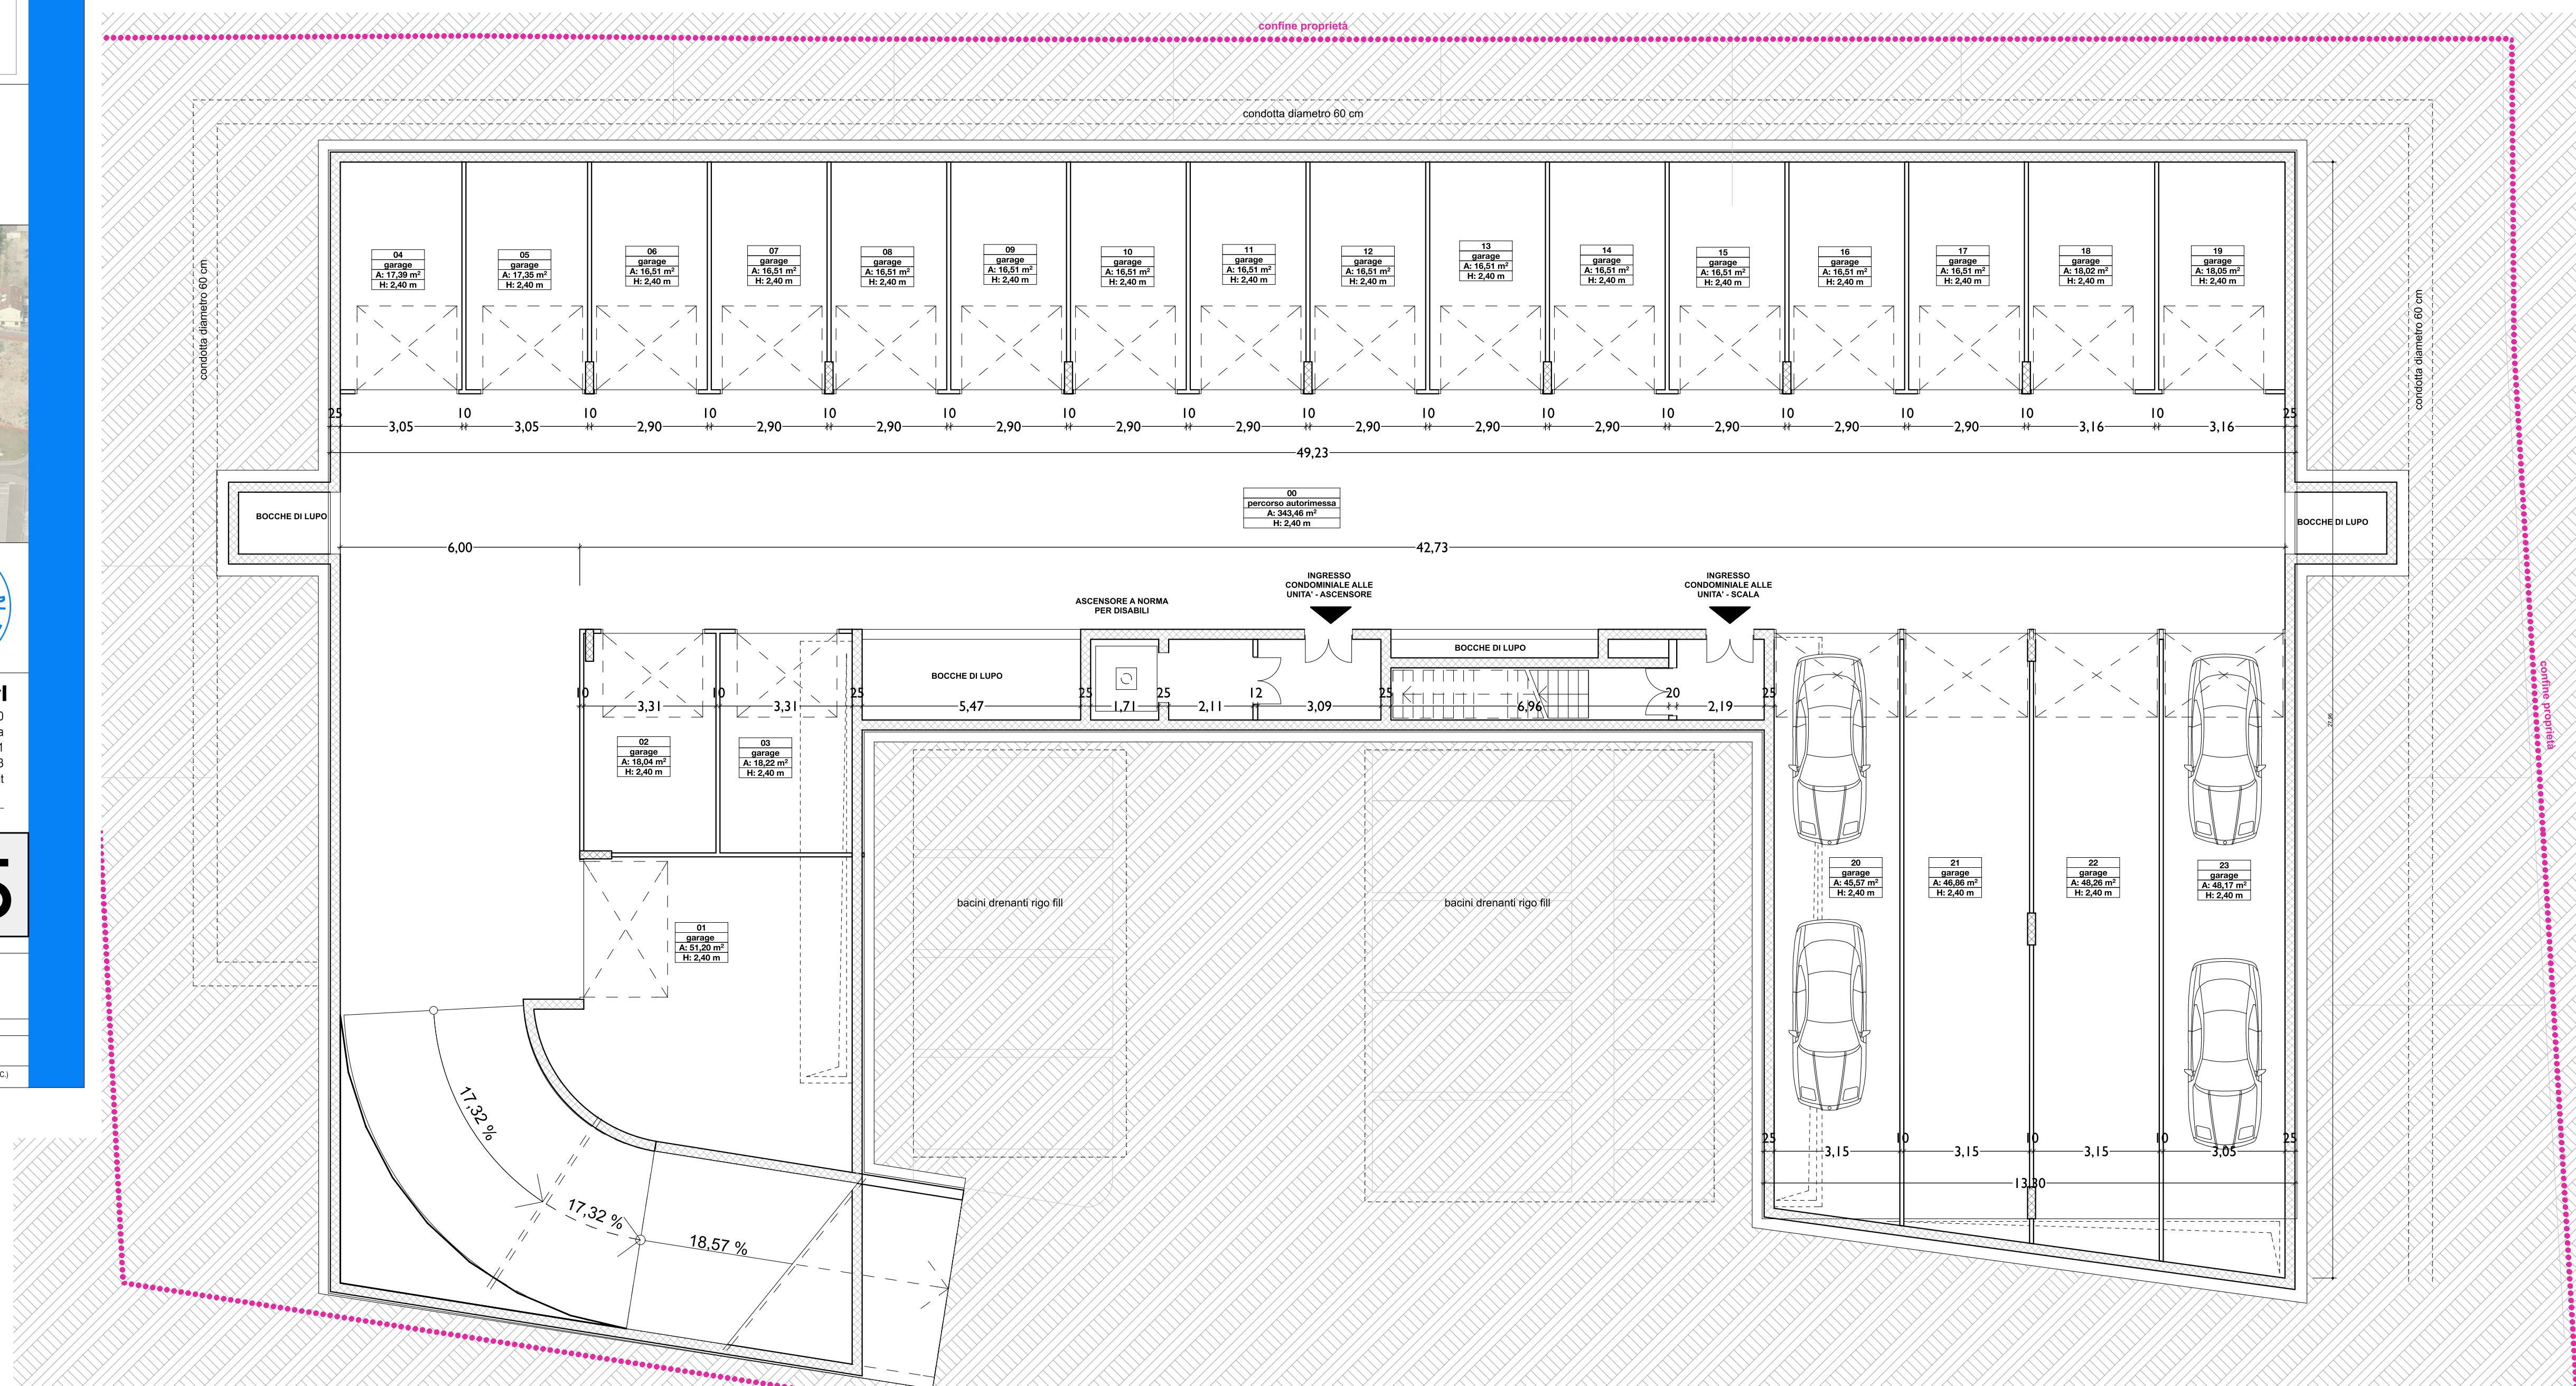 confine proprietà
condotta diametro 60 cm
condotta diametro 60 cm
condotta diametro 60 cm
04
garage
A: 17,39 m²
H: 2,40 m
05
garage
A: 17,35 m²
H: 2,40 m
06
garage
A: 16,51 m²
H: 2,40 m
07
garage
A: 16,51 m²
H: 2,40 m
08
garage
A: 16,51 m²
H: 2,40 m
09
garage
A: 16,51 m²
H: 2,40 m
10
garage
A: 16,51 m²
H: 2,40 m
11
garage
A: 16,51 m²
H: 2,40 m
12
garage
A: 16,51 m²
H: 2,40 m
13
garage
A: 16,51 m²
H: 2,40 m
14
garage
A: 16,51 m²
H: 2,40 m
15
garage
A: 16,51 m²
H: 2,40 m
16
garage
A: 16,51 m²
H: 2,40 m
17
garage
A: 16,51 m²
H: 2,40 m
18
garage
A: 18,02 m²
H: 2,40 m
19
garage
A: 18,05 m²
H: 2,40 m
25 10 10 10 10 10 10 10 10 10 10 10 10 10 10 10 25
3,05 3,05 2,90 2,90 2,90 2,90 2,90 2,90 2,90 2,90 2,90 2,90 2,90 2,90 3,16 3,16
49,23
00
percorso autorimessa
A: 343,46 m²
H: 2,40 m
BOCCHE DI LUPO
BOCCHE DI LUPO
6,00
42,73
ASCENSORE A NORMA
PER DISABILI
INGRESSO
CONDOMINIALE ALLE
UNITA' - ASCENSORE
INGRESSO
CONDOMINIALE ALLE
UNITA' - SCALA
BOCCHE DI LUPO
BOCCHE DI LUPO
10 10 25 25 25 12 25 20 25
3,31 3,31 5,47 1,71 2,11 3,09 6,96 2,19
02
garage
A: 18,04 m²
H: 2,40 m
03
garage
A: 18,22 m²
H: 2,40 m
confine proprietà
27,96
20
garage
A: 45,57 m²
H: 2,40 m
21
garage
A: 46,86 m²
H: 2,40 m
22
garage
A: 48,26 m²
H: 2,40 m
23
garage
A: 48,17 m²
H: 2,40 m
bacini drenanti rigo fill
bacini drenanti rigo fill
01
garage
A: 51,20 m²
H: 2,40 m
17,32 %
17,32 %
18,57 %
25 10 10 10 25
3,15 3,15 3,15 3,05
13,30
5